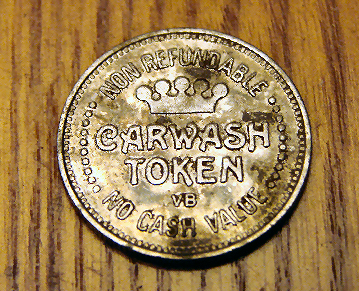 NON REFUNDABLE
CARWASH
TOKEN
VB
NO CASH VALUE